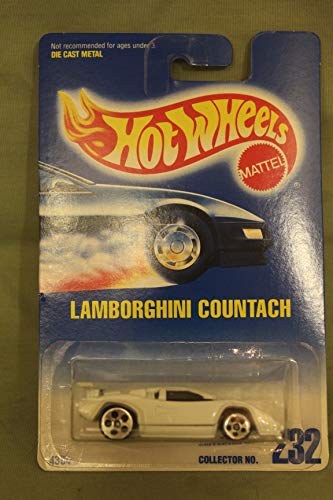 Not recommended for ages under 3.
DIE CAST METAL
HOT WHEELS
MATTEL
®
LAMBORGHINI COUNTACH
COLLECTOR NO.
232